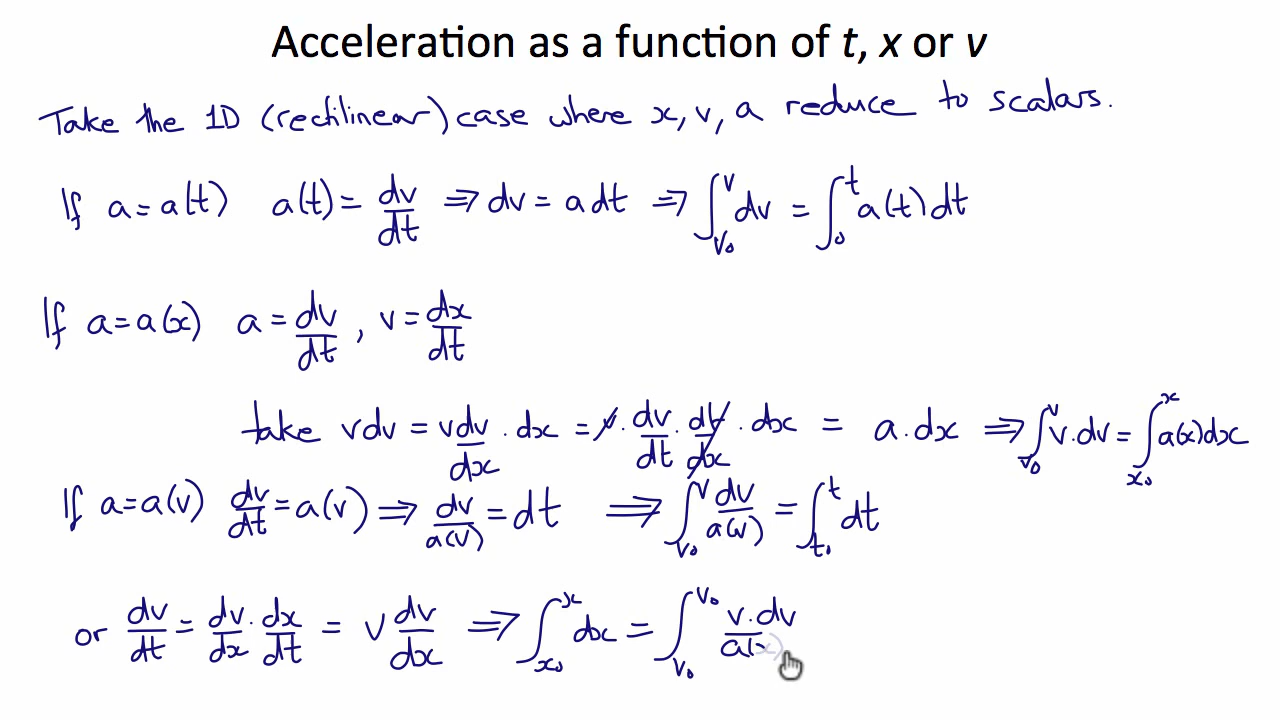 Acceleration as a function of t, x or v
Take the 1D (rectilinear) case where x, v, a reduce to scalars.
If a = a(t) a(t) = dv/dt ⇒ dv = a dt ⇒ ∫_{v₀}^{v} dv = ∫_{0}^{t} a(t) dt
If a = a(x) a = dv/dt , v = dx/dt
take vdv = vdv/dx · dx = v · dv/dt · dt/dx · dx = a · dx ⇒ ∫_{v₀}^{v} v · dv = ∫_{x₀}^{x} a(x) dx
If a = a(v) dv/dt = a(v) ⇒ dv/a(v) = dt ⇒ ∫_{v₀}^{v} dv/a(v) = ∫_{t₀}^{t} dt
or dv/dt = dv/dx · dx/dt = v dv/dx ⇒ ∫_{x₀}^{x} dx = ∫_{v₀}^{v₀} v · dv/a(x)